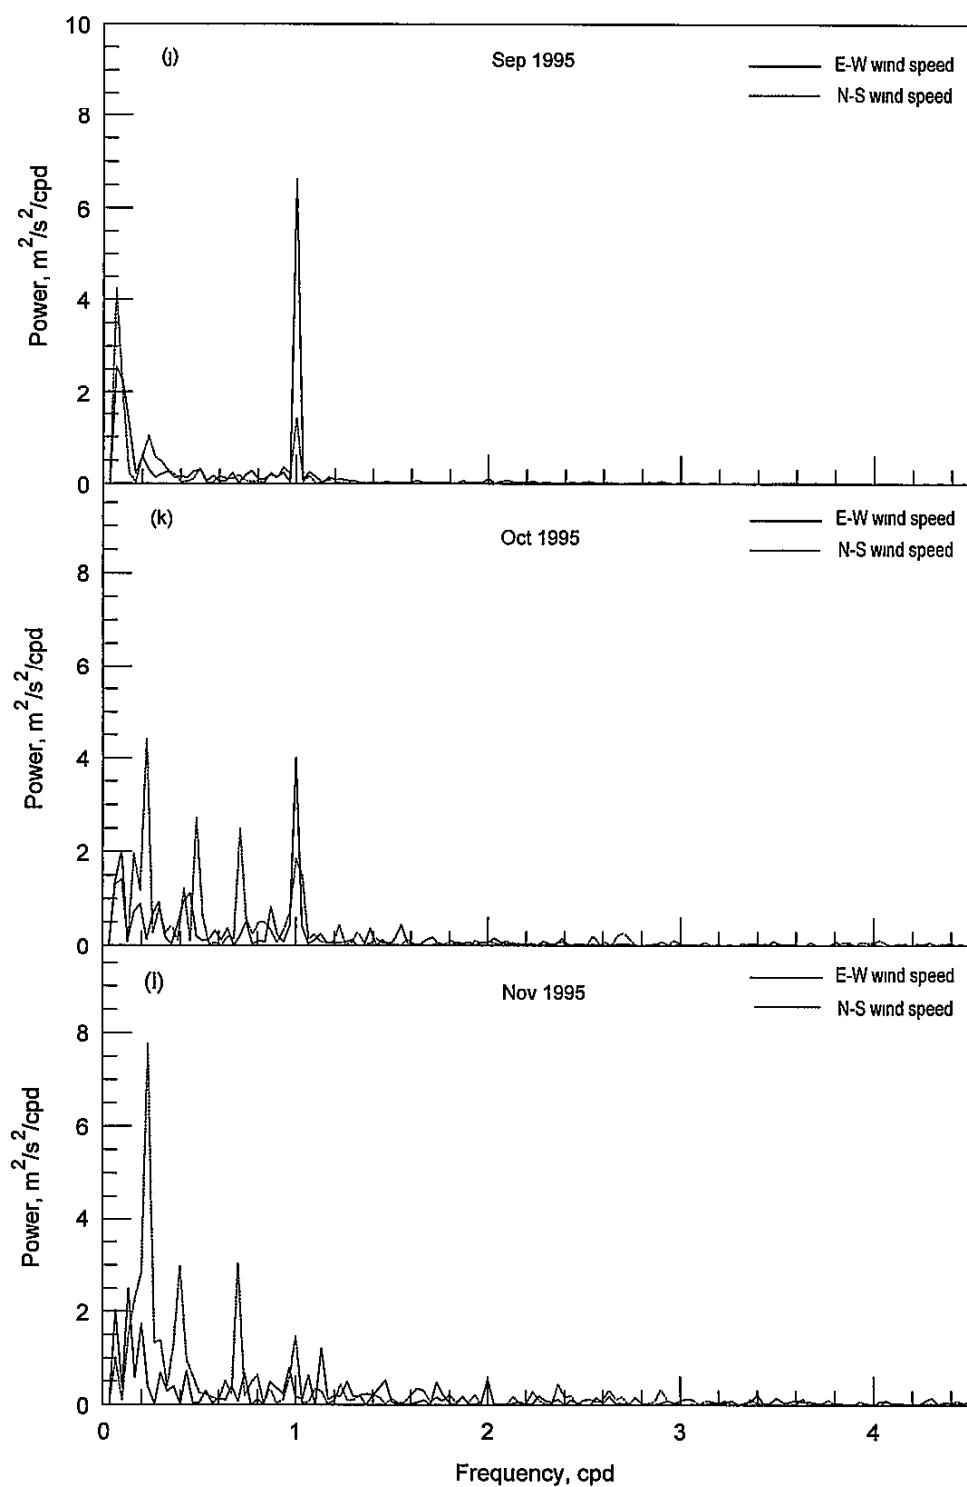 10
(j)
Sep 1995
E-W wind speed
N-S wind speed
8
6
4
2
0
Power, m²/s²/cpd
(k)
Oct 1995
E-W wind speed
N-S wind speed
8
6
4
2
0
Power, m²/s²/cpd
(l)
Nov 1995
E-W wind speed
N-S wind speed
8
6
4
2
0
Power, m²/s²/cpd
0 1 2 3 4
Frequency, cpd